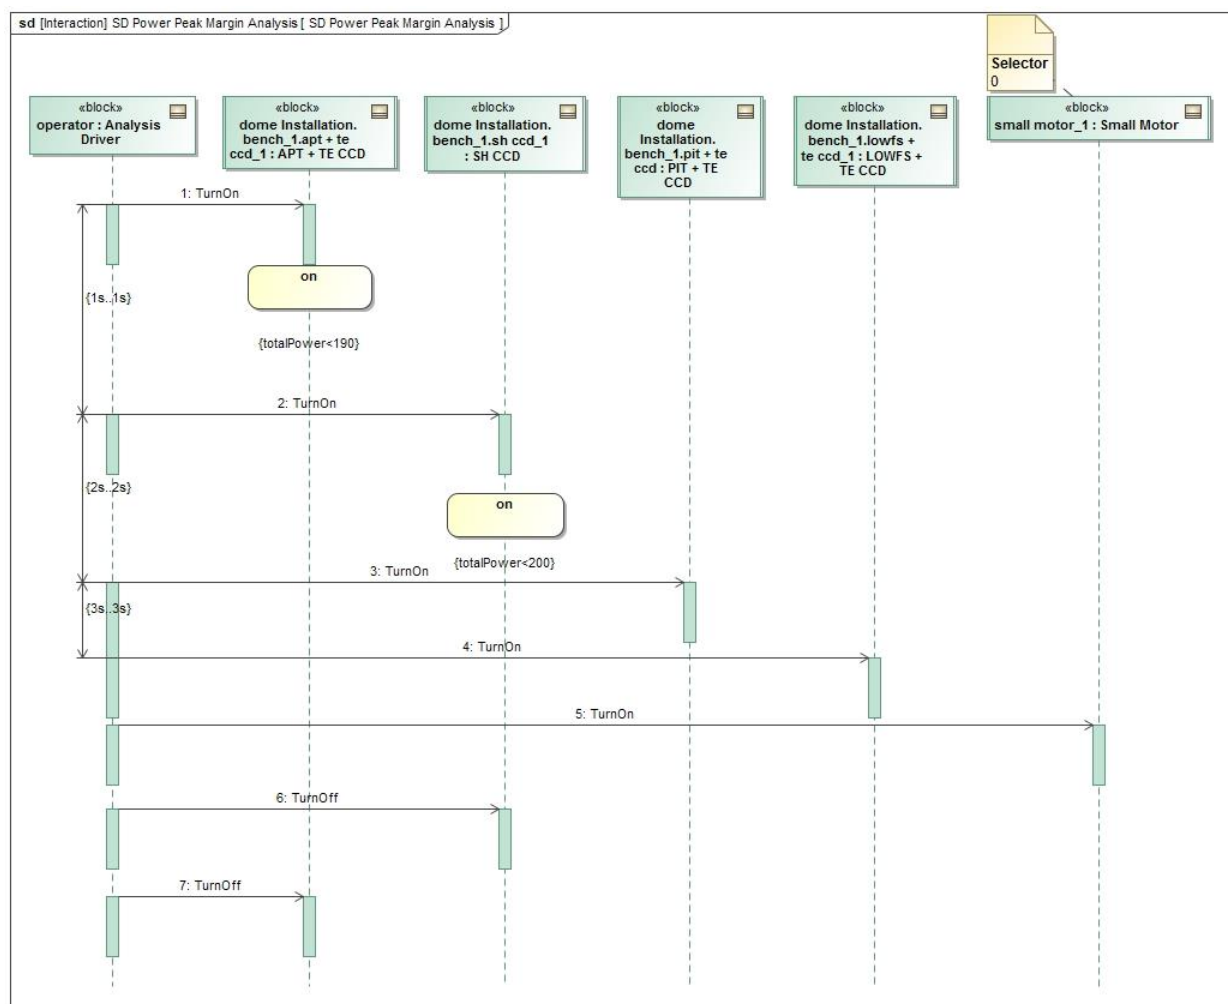 sd [Interaction] SD Power Peak Margin Analysis [ SD Power Peak Margin Analysis ]
Selector
0
«block»
operator : Analysis
Driver
«block»
dome Installation.
bench_1.apt + te
ccd_1 : APT + TE CCD
«block»
dome Installation.
bench_1.sh ccd_1
: SH CCD
«block»
dome
Installation.
bench_1.pit + te
ccd : PIT + TE
CCD
«block»
dome Installation.
bench_1.lowfs +
te ccd_1 : LOWFS +
TE CCD
«block»
small motor_1 : Small Motor
1: TurnOn
on
{1s..1s}
{totalPower<190}
2: TurnOn
{2s..2s}
on
{totalPower<200}
3: TurnOn
{3s..3s}
4: TurnOn
5: TurnOn
6: TurnOff
7: TurnOff